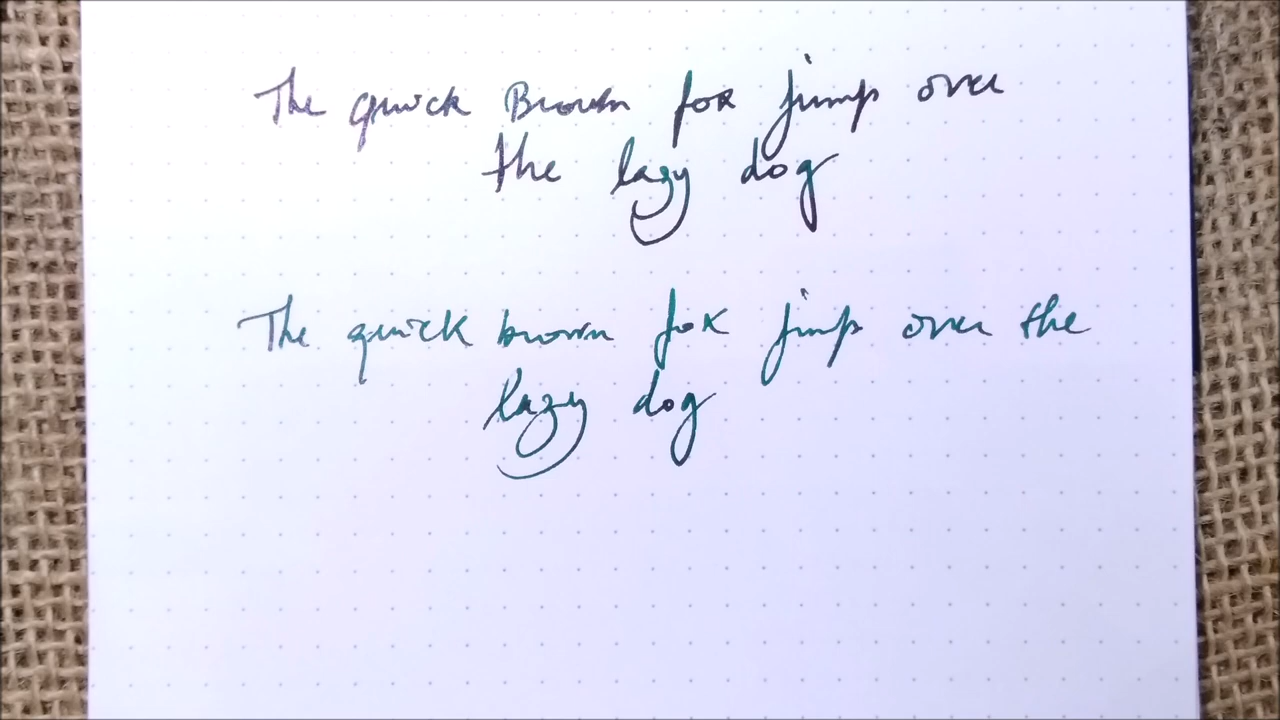 The quick Brown fox jump over
the lazy dog
The quick brown fox jump over the
lazy dog